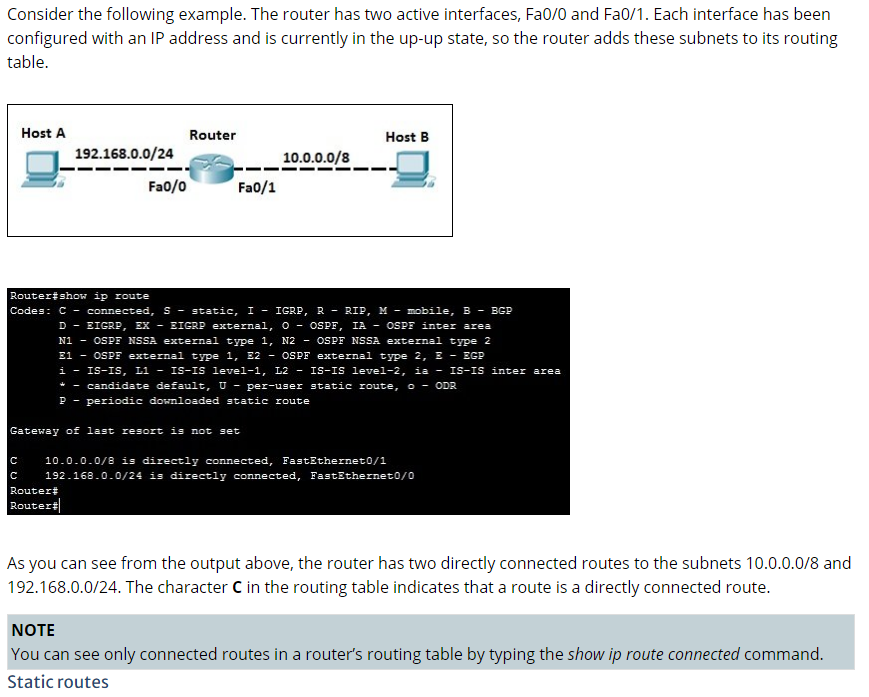 Consider the following example. The router has two active interfaces, Fa0/0 and Fa0/1. Each interface has been
configured with an IP address and is currently in the up-up state, so the router adds these subnets to its routing
table.
Host A
Router
Host B
192.168.0.0/24
10.0.0.0/8
Fa0/0
Fa0/1
Router#show ip route
Codes: C - connected, S - static, I - IGRP, R - RIP, M - mobile, B - BGP
D - EIGRP, EX - EIGRP external, O - OSPF, IA - OSPF inter area
N1 - OSPF NSSA external type 1, N2 - OSPF NSSA external type 2
E1 - OSPF external type 1, E2 - OSPF external type 2, E - EGP
i - IS-IS, L1 - IS-IS level-1, L2 - IS-IS level-2, ia - IS-IS inter area
* - candidate default, U - per-user static route, o - ODR
P - periodic downloaded static route
Gateway of last resort is not set
C 10.0.0.0/8 is directly connected, FastEthernet0/1
C 192.168.0.0/24 is directly connected, FastEthernet0/0
Router#
Router#
As you can see from the output above, the router has two directly connected routes to the subnets 10.0.0.0/8 and
192.168.0.0/24. The character C in the routing table indicates that a route is a directly connected route.
NOTE
You can see only connected routes in a router's routing table by typing the show ip route connected command.
Static routes